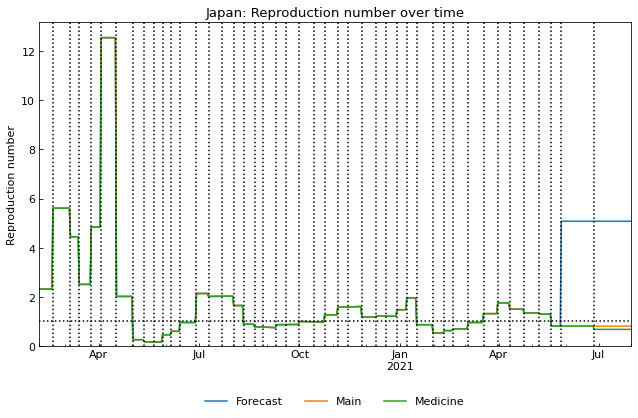 Japan: Reproduction number over time
Reproduction number
12
10
8
6
4
2
0
Apr
Jul
Oct
Jan
2021
Apr
Jul
Forecast
Main
Medicine